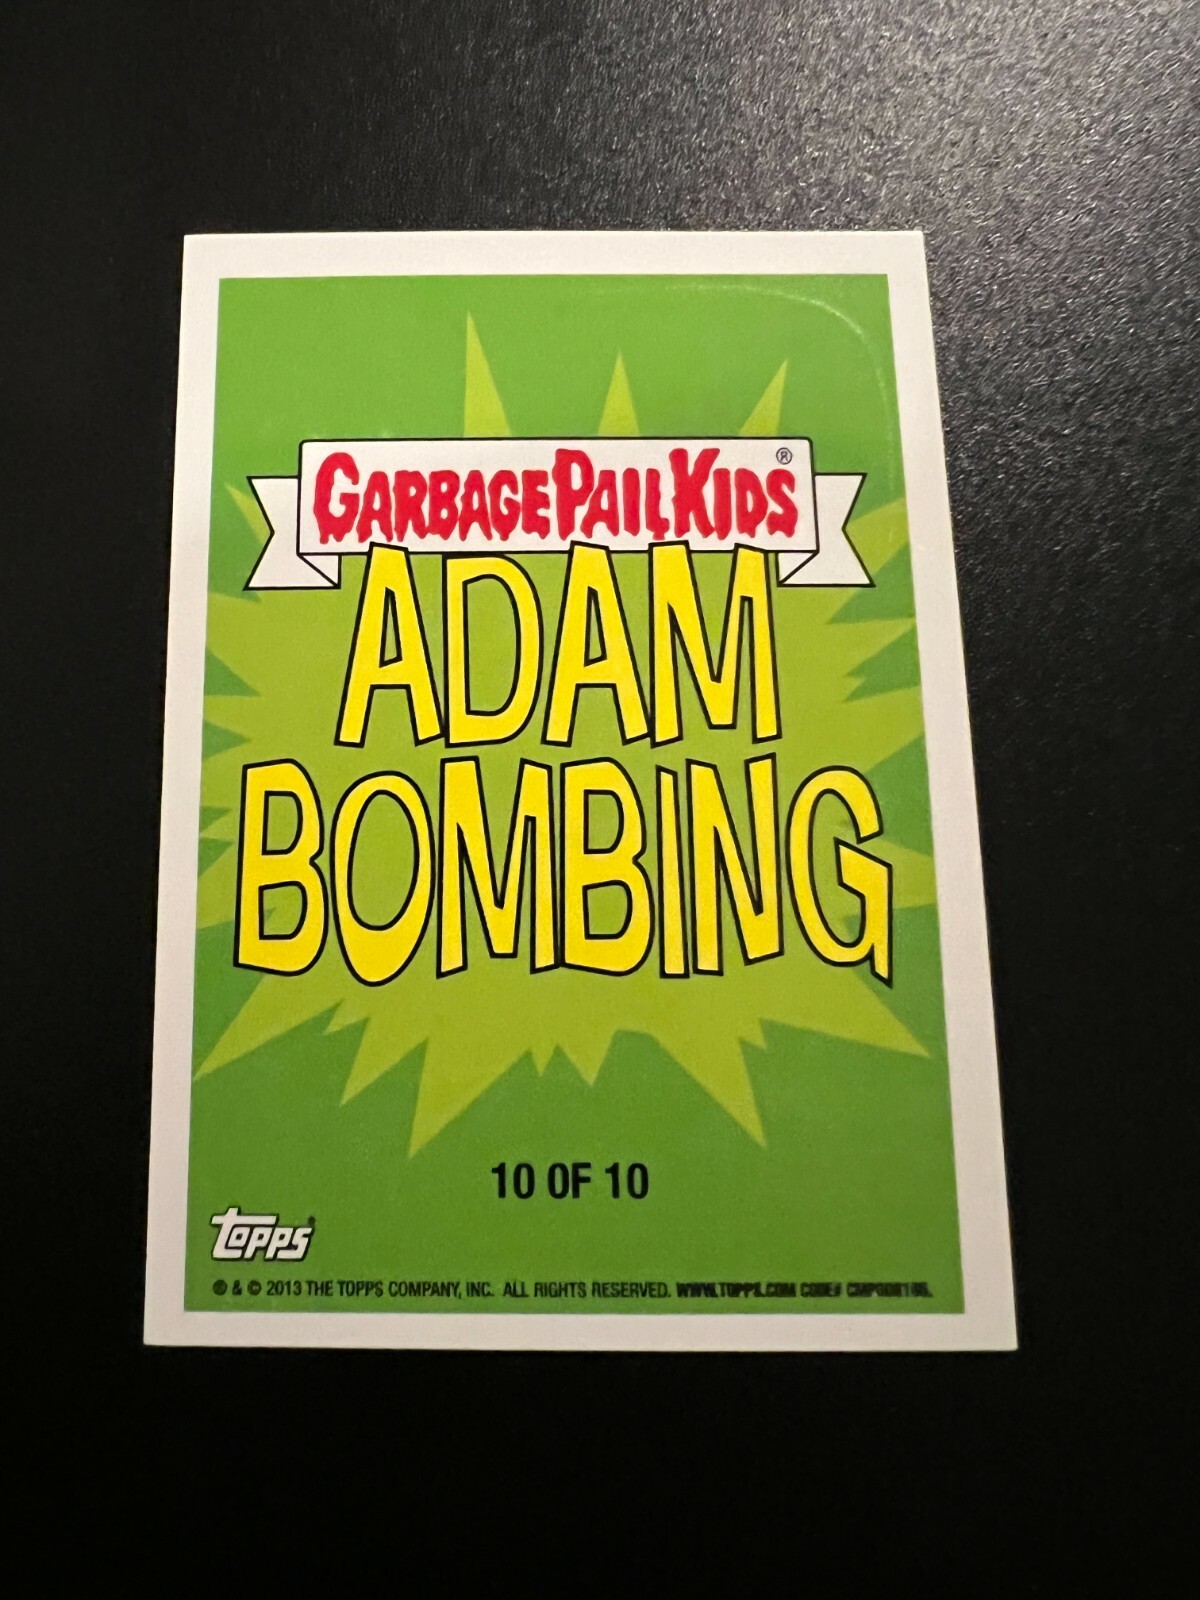 GARBAGE PAIL KIDS®
ADAM
BOMBING
10 OF 10
topps
® & © 2013 THE TOPPS COMPANY, INC. ALL RIGHTS RESERVED. WWW.TOPPS.COM CODE#